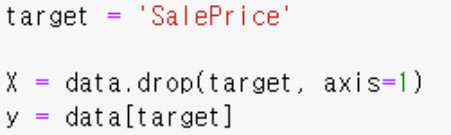 target = 'SalePrice'
X = data.drop(target, axis=1)
y = data[target]